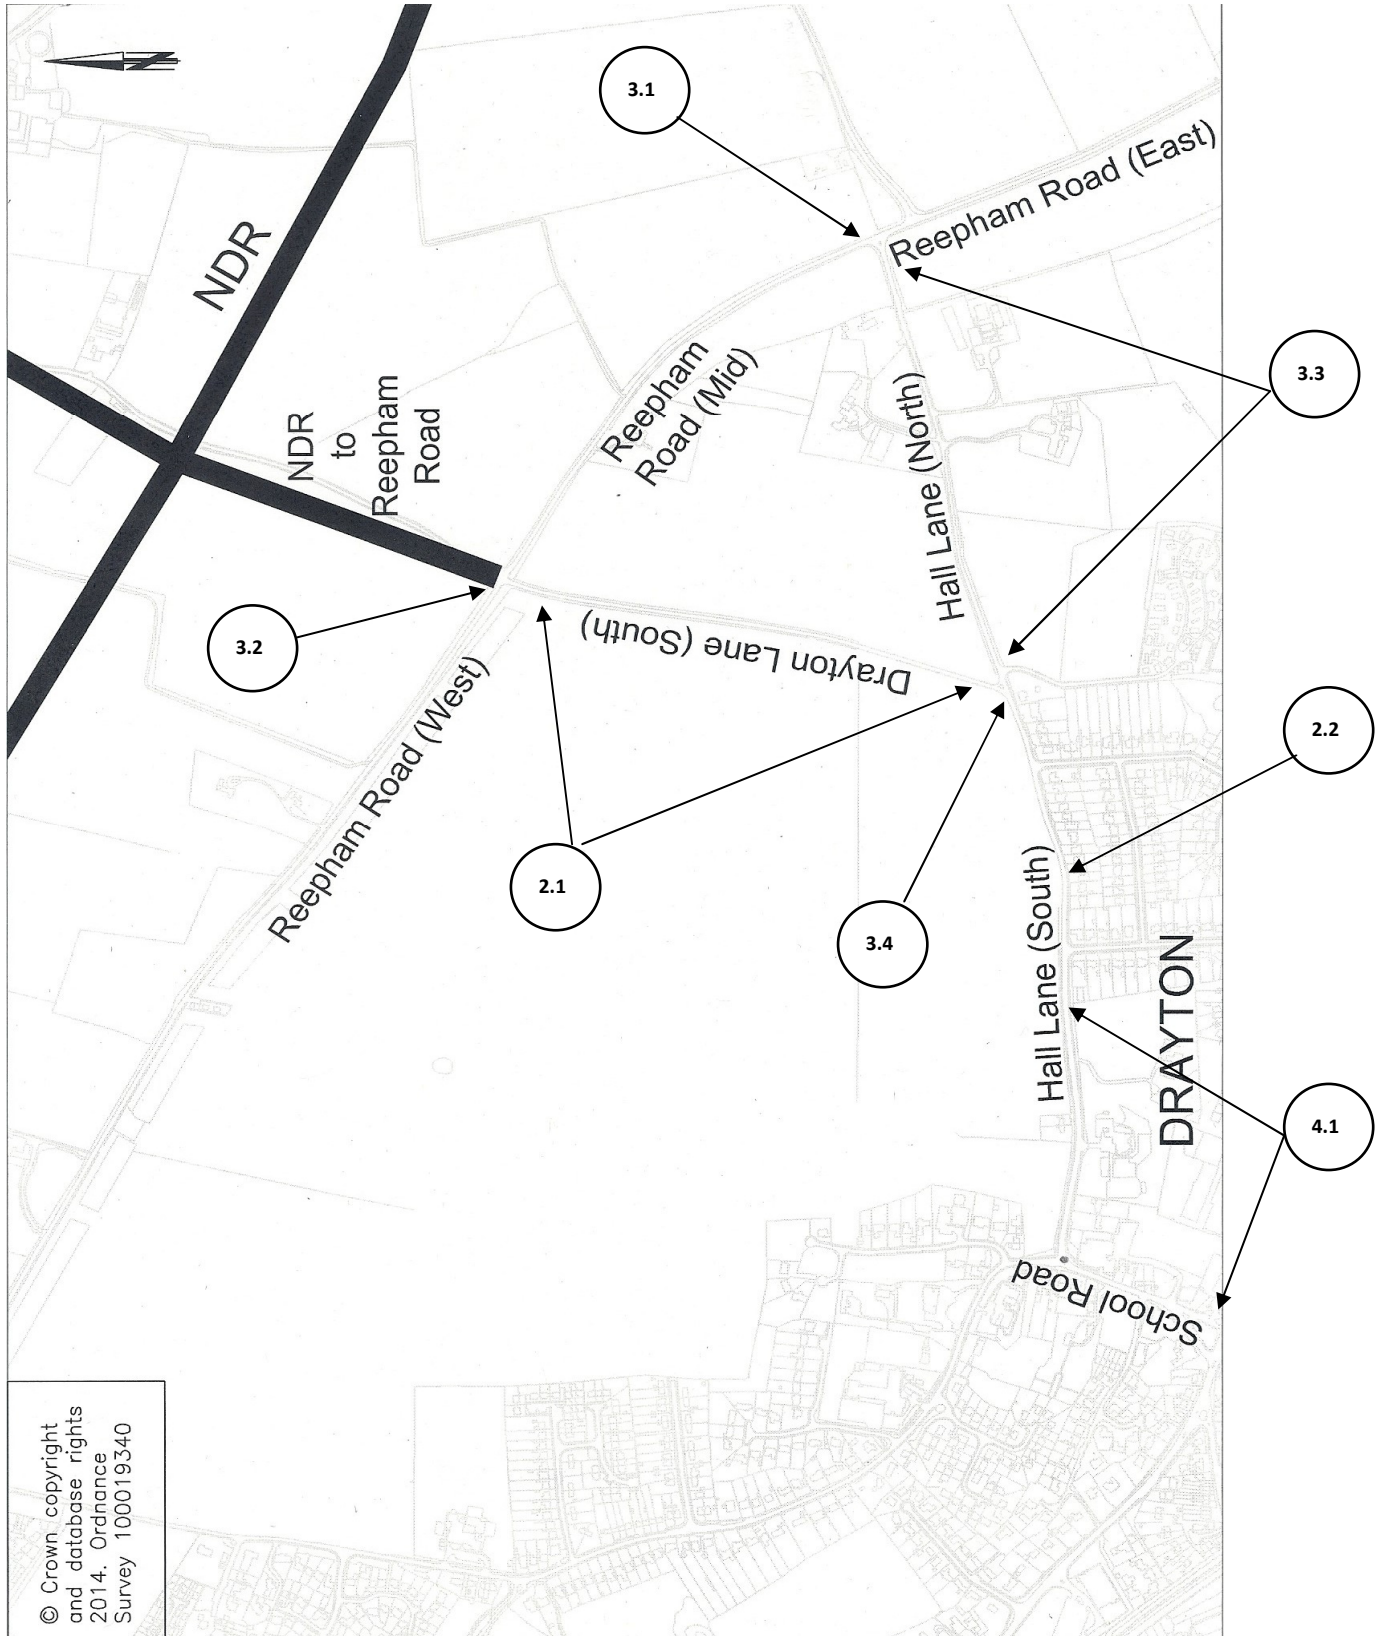 3.1
Reepham Road (East)
NDR
3.3
NDR
to
Reepham
Road
Reepham
Road (Mid)
Hall Lane (North)
3.2
Drayton Lane (South)
Reepham Road (West)
2.2
2.1
3.4
Hall Lane (South)
DRAYTON
4.1
School Road
© Crown copyright
and database rights
2014. Ordnance
Survey 100019340